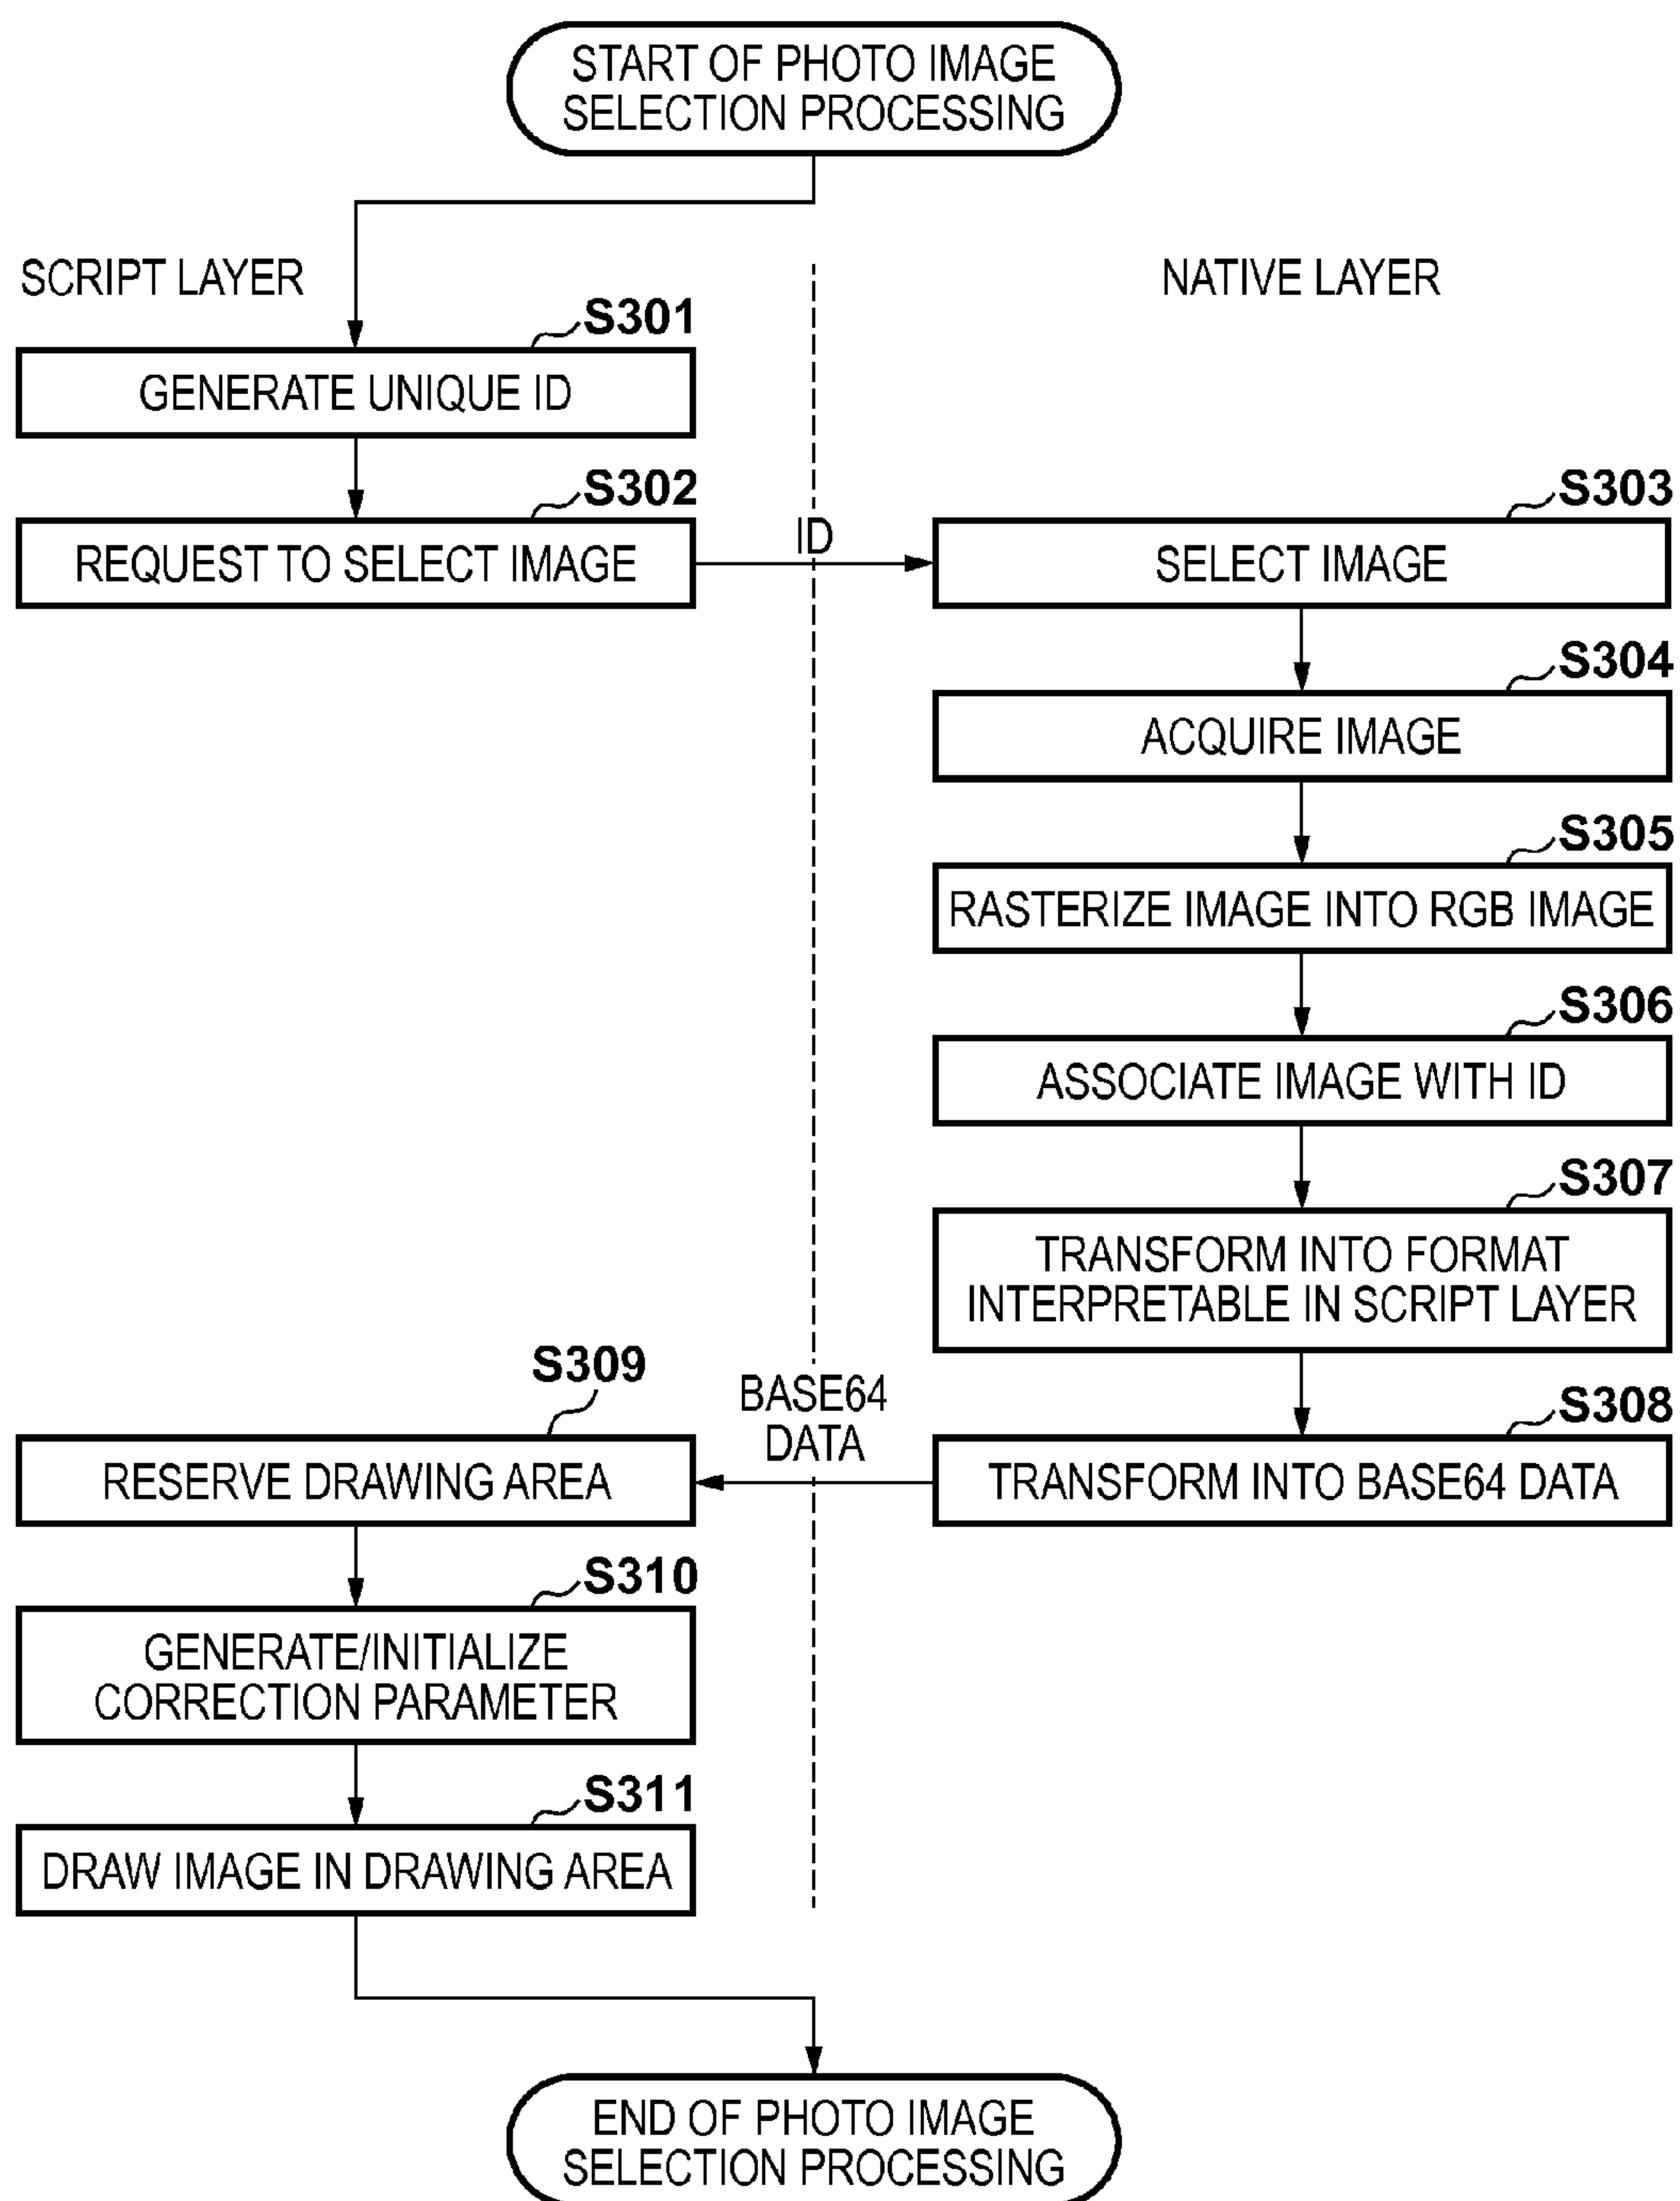 START OF PHOTO IMAGE
SELECTION PROCESSING
SCRIPT LAYER
NATIVE LAYER
S301
GENERATE UNIQUE ID
S302
REQUEST TO SELECT IMAGE
ID
S303
SELECT IMAGE
S304
ACQUIRE IMAGE
S305
RASTERIZE IMAGE INTO RGB IMAGE
S306
ASSOCIATE IMAGE WITH ID
S307
TRANSFORM INTO FORMAT
INTERPRETABLE IN SCRIPT LAYER
S308
TRANSFORM INTO BASE64 DATA
BASE64
DATA
S309
RESERVE DRAWING AREA
S310
GENERATE/INITIALIZE
CORRECTION PARAMETER
S311
DRAW IMAGE IN DRAWING AREA
END OF PHOTO IMAGE
SELECTION PROCESSING